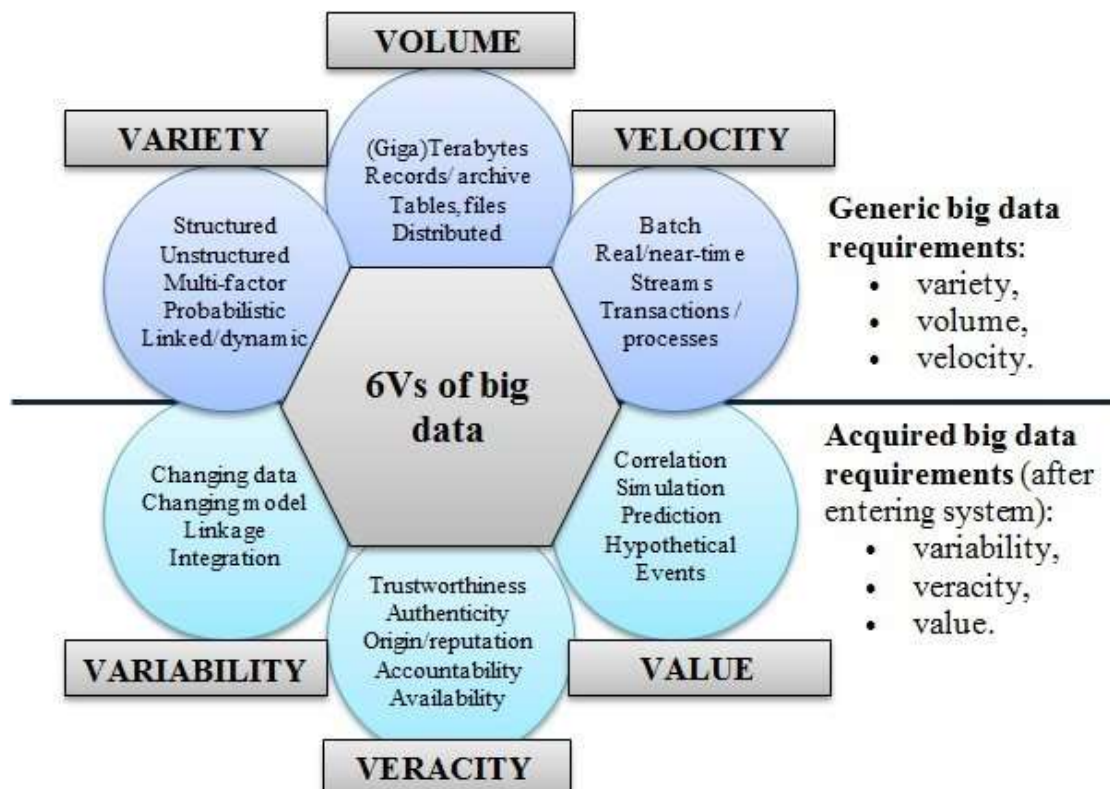 VOLUME
VARIETY
VELOCITY
(Giga)Terabytes
Records/ archive
Tables,files
Distributed
Structured
Unstructured
Multi-factor
Probabilistic
Linked/dynamic
Batch
Real/near-time
Streams
Transactions /
processes
Generic big data
requirements:
• variety,
• volume,
• velocity.
6Vs of big
data
Changing data
Changing model
Linkage
Integration
Correlation
Simulation
Prediction
Hypothetical
Events
Acquired big data
requirements (after
entering system):
• variability,
• veracity,
• value.
Trustworthiness
Authenticity
Origin/reputation
Accountability
Availability
VARIABILITY
VALUE
VERACITY